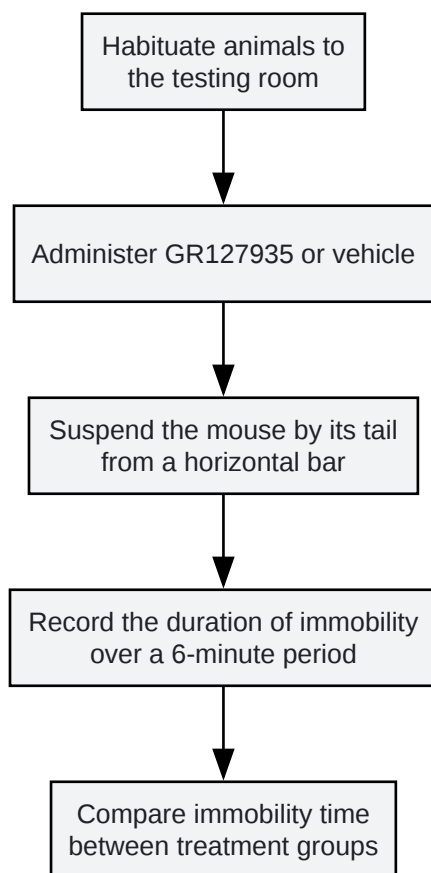 Habituate animals to
the testing room
Administer GR127935 or vehicle
Suspend the mouse by its tail
from a horizontal bar
Record the duration of immobility
over a 6-minute period
Compare immobility time
between treatment groups